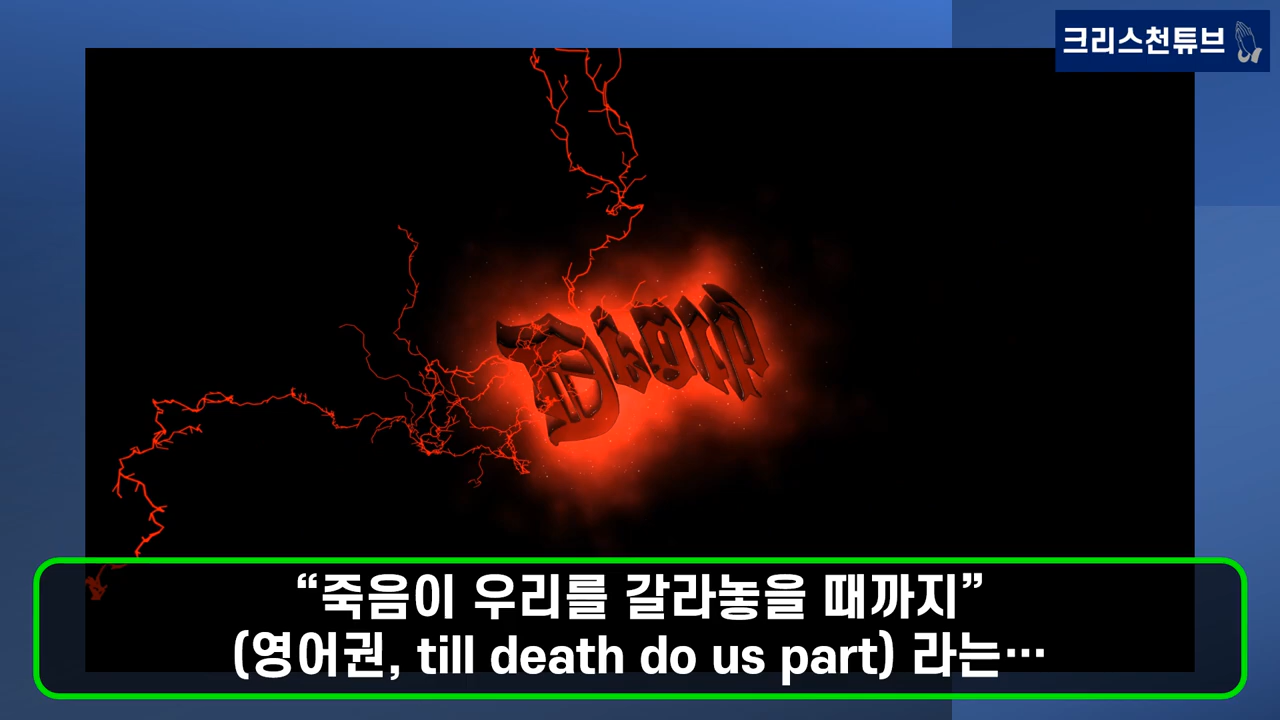 크리스천튜브
“죽음이 우리를 갈라놓을 때까지”
(영어권, till death do us part) 라는…